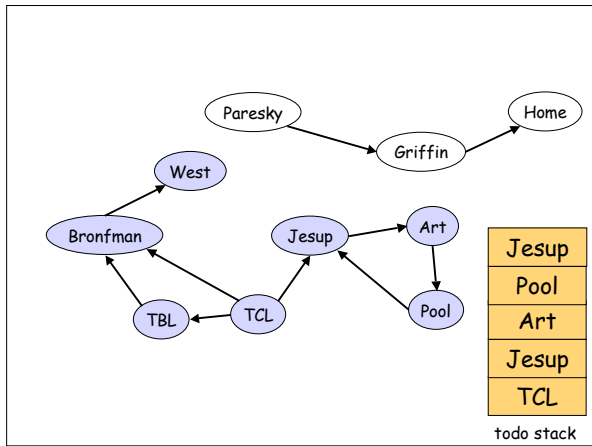 Paresky
Home
Griffin
West
Bronfman
Jesup
Art
TBL
TCL
Pool
Jesup
Pool
Art
Jesup
TCL
todo stack